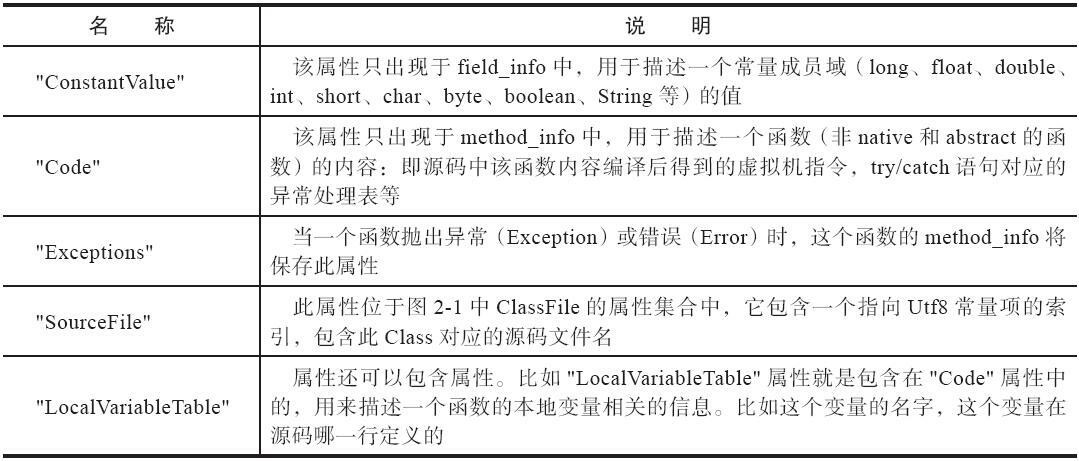 名 称 说 明
"ConstantValue" 该属性只出现于 field_info 中，用于描述一个常量成员域（long、float、double、
int、short、char、byte、boolean、String 等）的值
"Code" 该属性只出现于 method_info 中，用于描述一个函数（非 native 和 abstract 的函
数）的内容：即源码中该函数内容编译后得到的虚拟机指令，try/catch 语句对应的
异常处理表等
"Exceptions" 当一个函数抛出异常（Exception）或错误（Error）时，这个函数的 method_info 将
保存此属性
"SourceFile" 此属性位于图 2-1 中 ClassFile 的属性集合中，它包含一个指向 Utf8 常量项的索
引，包含此 Class 对应的源码文件名
"LocalVariableTable" 属性还可以包含属性。比如 "LocalVariableTable" 属性就是包含在 "Code" 属性中
的，用来描述一个函数的本地变量相关的信息。比如这个变量的名字，这个变量在
源码哪一行定义的